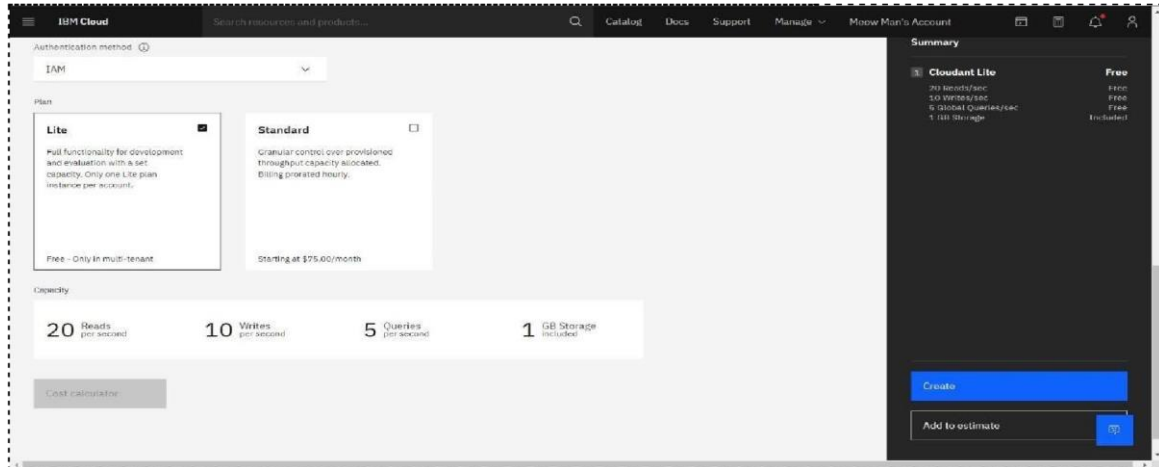 IBM Cloud
Search resources and products...
Catalog
Docs
Support
Manage
Moow Man's Account
Authentication method
IAM
Plan
Lite
Full functionality for development
and evaluation with a set
capacity. Only one Lite plan
instance per account.
Free - Only in multi-tenant
Standard
Granular control over provisioned
throughput capacity allocated.
Billing prorated hourly.
Starting at $75.00/month
Capacity
20 Reads
per second
10 Writes
per second
5 Queries
per second
1 GB Storage
included
Cost calculator
Summary
1 Cloudant Lite Free
20 Reads/sec Free
10 Writes/sec Free
5 Global Queries/sec Free
1 GB Storage Included
Create
Add to estimate